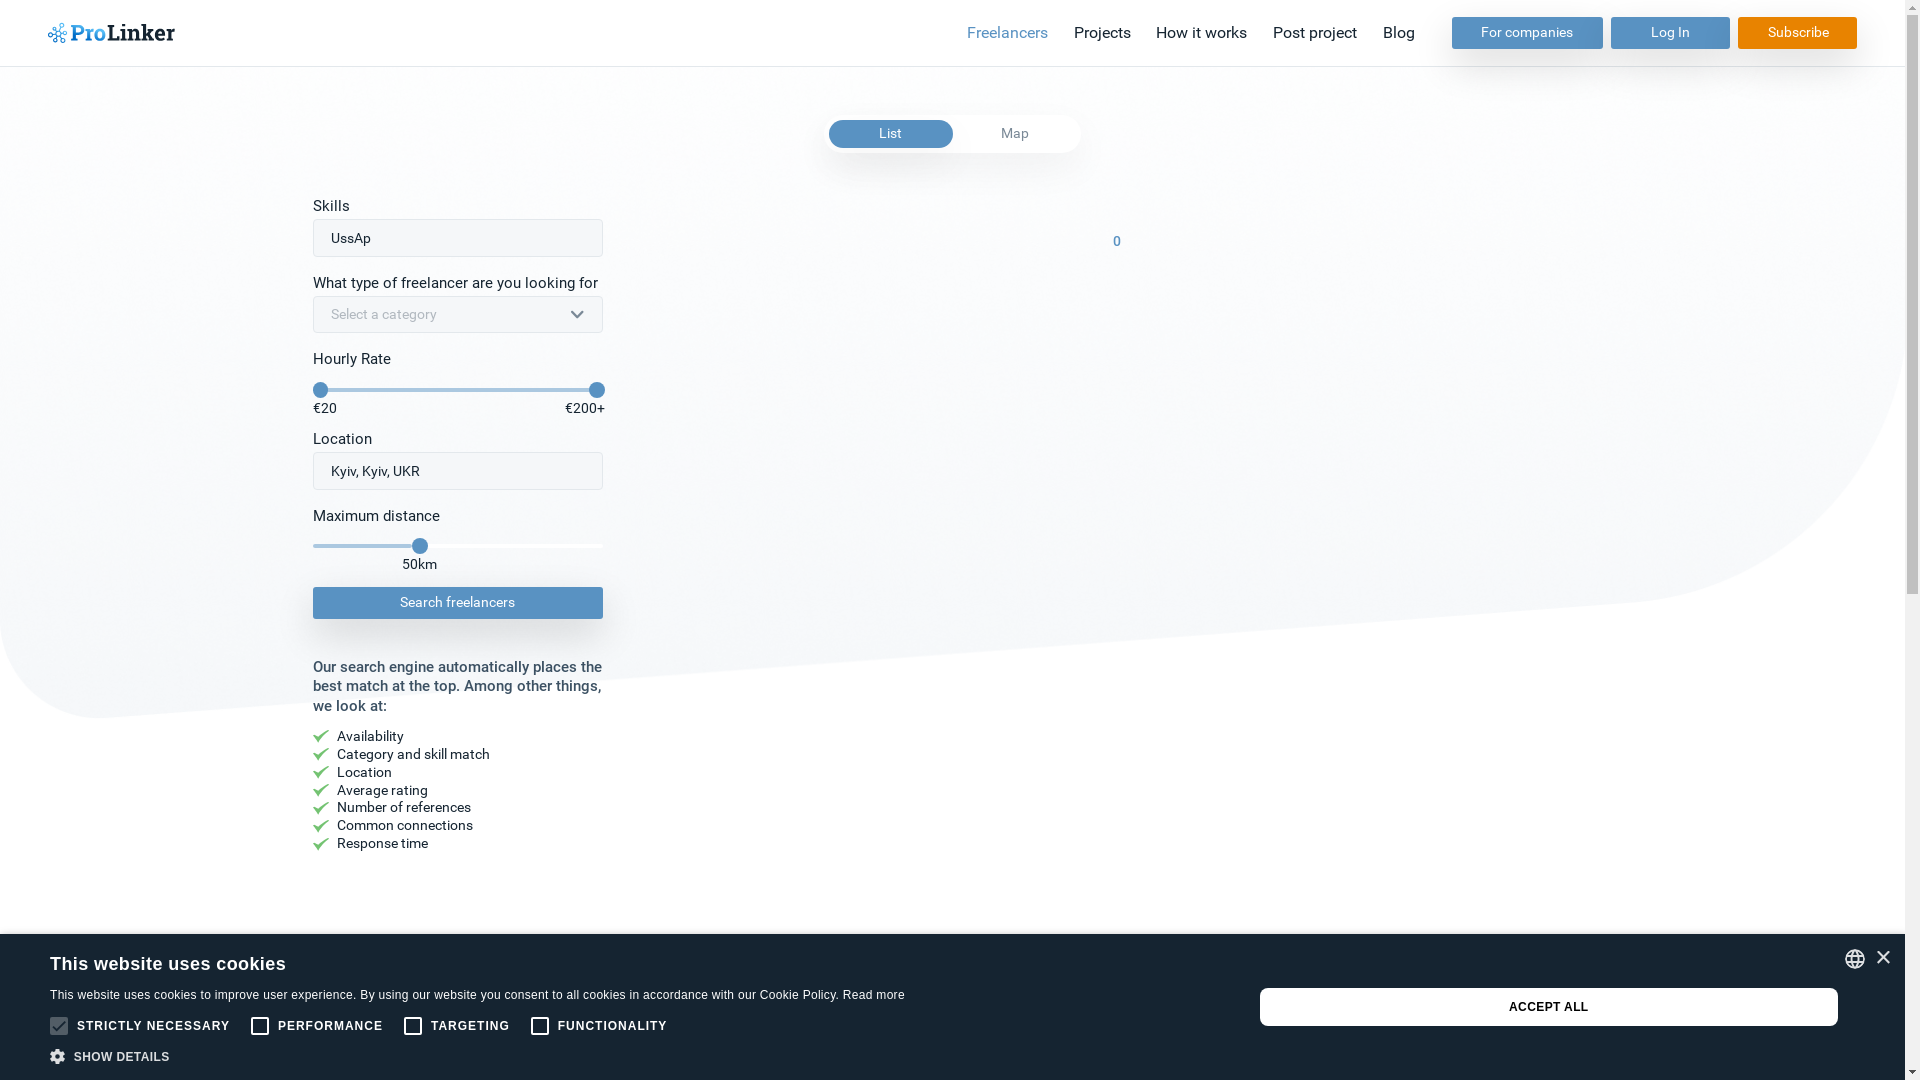 ProLinker
Freelancers
Projects
How it works
Post project
Blog
For companies
Log In
Subscribe
List
Map
Skills
UssAp
0
What type of freelancer are you looking for
Select a category
Hourly Rate
€20
€200+
Location
Kyiv, Kyiv, UKR
Maximum distance
50km
Search freelancers
Our search engine automatically places the
best match at the top. Among other things,
we look at:
Availability
Category and skill match
Location
Average rating
Number of references
Common connections
Response time
This website uses cookies
This website uses cookies to improve user experience. By using our website you consent to all cookies in accordance with our Cookie Policy. Read more
STRICTLY NECESSARY
PERFORMANCE
TARGETING
FUNCTIONALITY
SHOW DETAILS
ACCEPT ALL